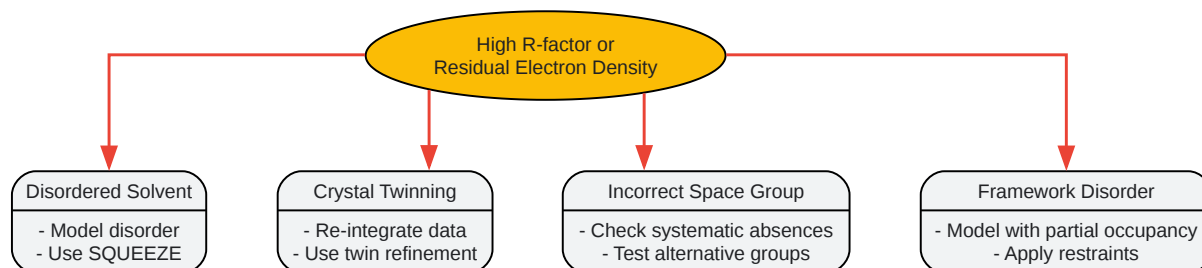 High R-factor or
Residual Electron Density
Disordered Solvent
- Model disorder
- Use SQUEEZE
Crystal Twinning
- Re-integrate data
- Use twin refinement
Incorrect Space Group
- Check systematic absences
- Test alternative groups
Framework Disorder
- Model with partial occupancy
- Apply restraints